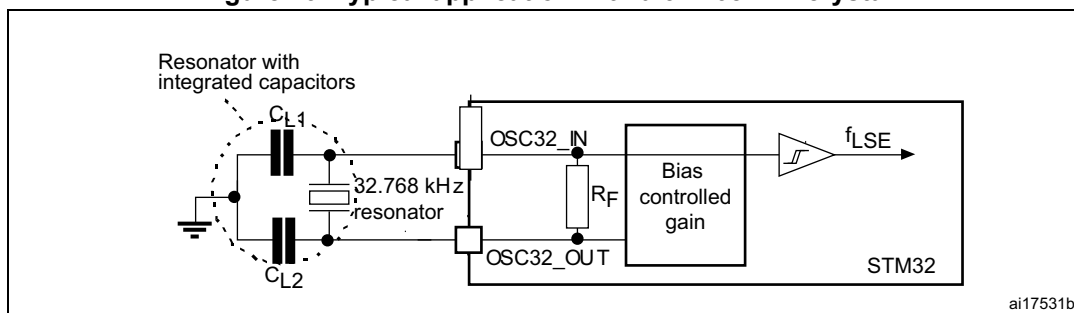 Resonator with
integrated capacitors
CL1
OSC32_IN
fLSE
32.768 kHz
resonator
RF
Bias
controlled
gain
OSC32_OUT
STM32
CL2
ai17531b